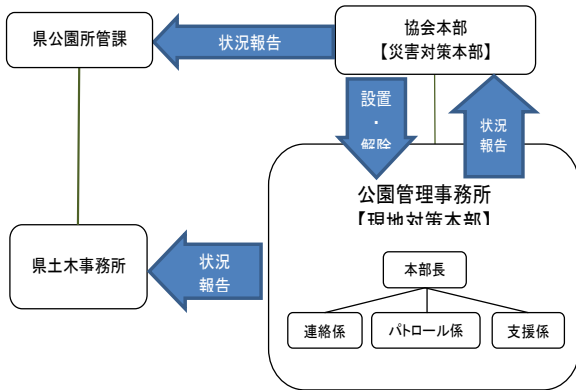 県公園所管課
状況報告
協会本部
【災害対策本部】
設置
・
解除
状況
報告
公園管理事務所
【現地対策本部】
県土木事務所
状況
報告
本部長
連絡係
パトロール係
支援係